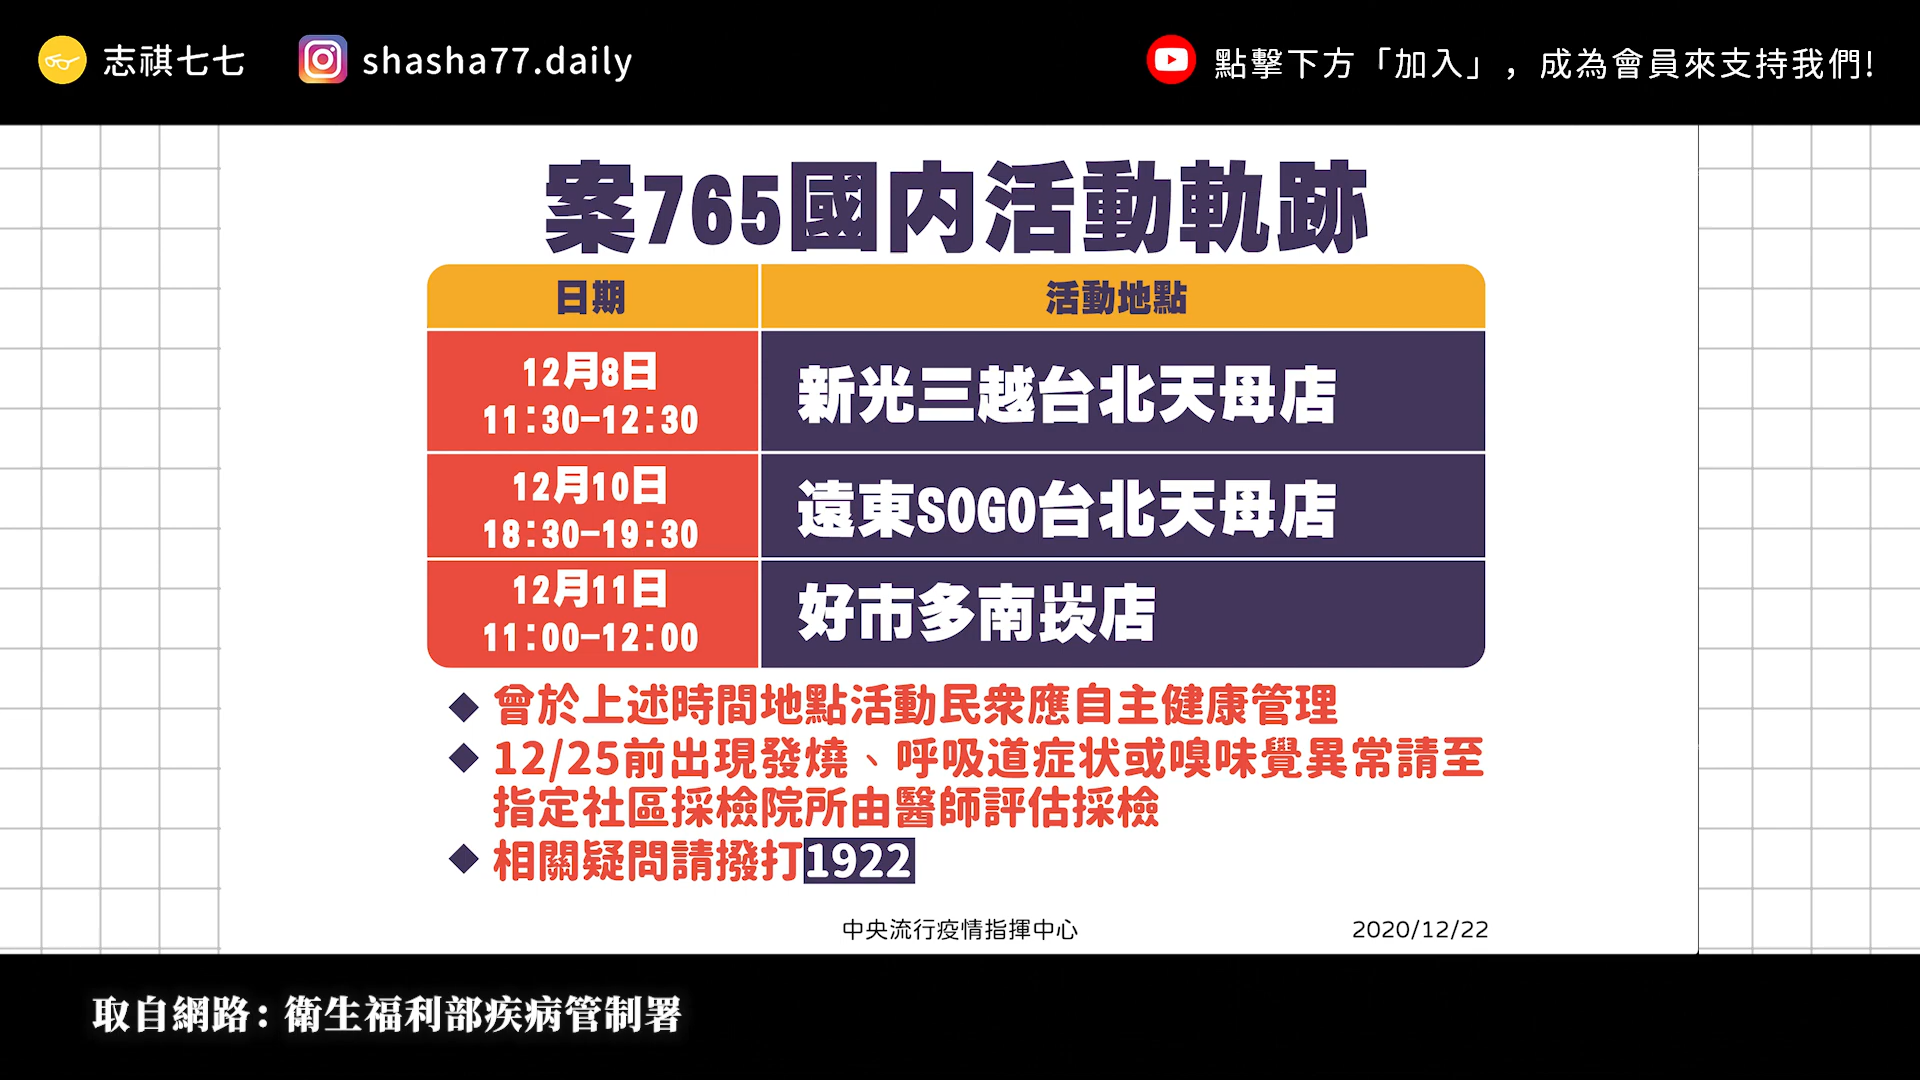 志祺七七
shasha77.daily
點擊下方「加入」，成為會員來支持我們!
案765國內活動軌跡
日期
活動地點
12月8日
11:30-12:30
新光三越台北天母店
12月10日
18:30-19:30
遠東SOGO台北天母店
12月11日
11:00-12:00
好市多南崁店
◆ 曾於上述時間地點活動民眾應自主健康管理
◆ 12/25前出現發燒、呼吸道症狀或嗅味覺異常請至
指定社區採檢院所由醫師評估採檢
◆ 相關疑問請撥打1922
中央流行疫情指揮中心
2020/12/22
取自網路：衛生福利部疾病管制署